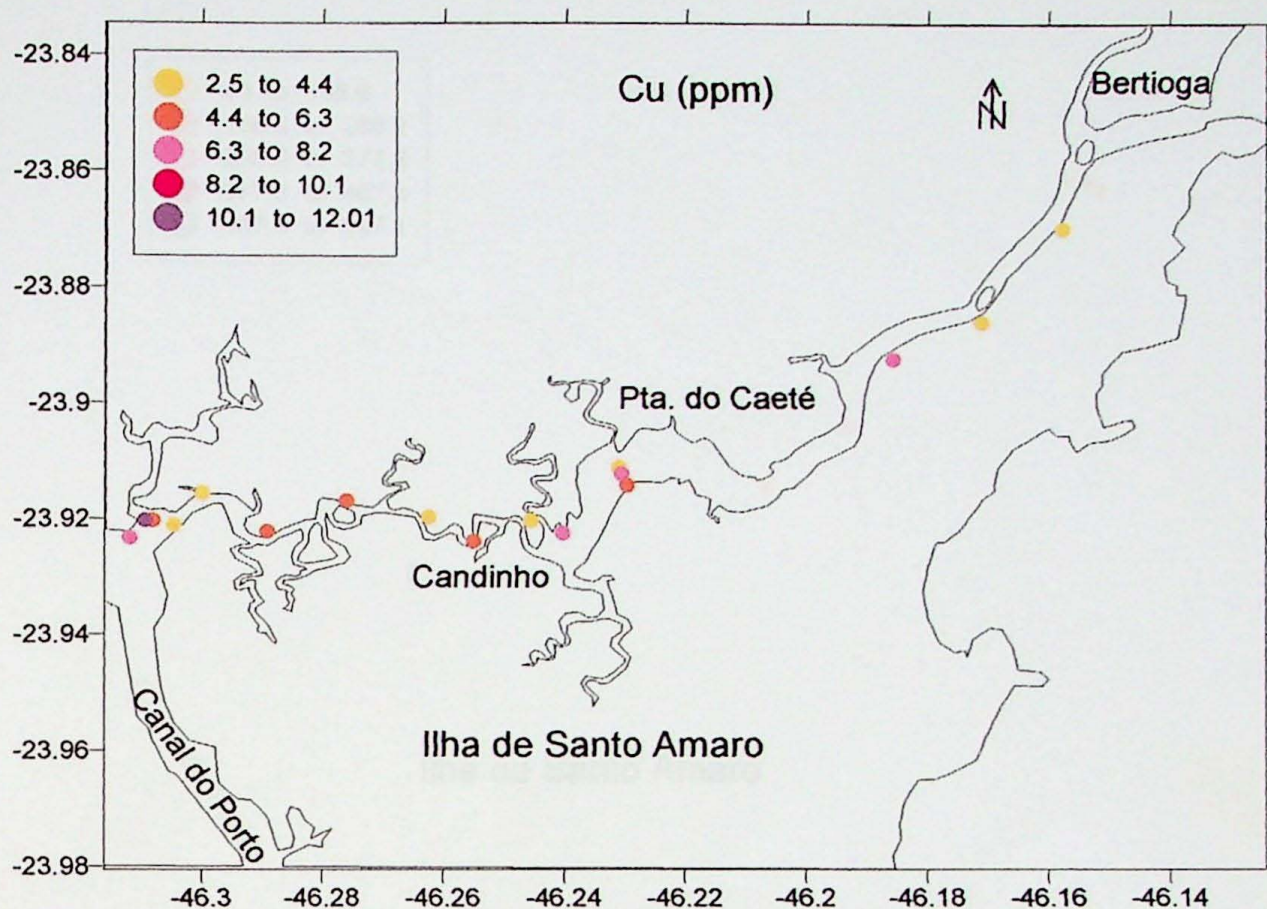 Cu (ppm)
N
Bertioga
2.5 to 4.4
4.4 to 6.3
6.3 to 8.2
8.2 to 10.1
10.1 to 12.01
-23.84
-23.86
-23.88
-23.9
-23.92
-23.94
-23.96
-23.98
Pta. do Caeté
Candinho
Canal do Porto
Ilha de Santo Amaro
-46.3
-46.28
-46.26
-46.24
-46.22
-46.2
-46.18
-46.16
-46.14